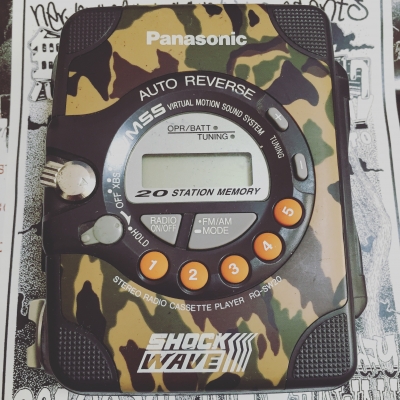 Panasonic
AUTO REVERSE
VMSS VIRTUAL MOTION SOUND SYSTEM
OPR/BATT
TUNING
TUNING
OFF XBS
20 STATION MEMORY
HOLD
RADIO
ON/OFF
FM/AM
MODE
1 2 3 4 5
STEREO RADIO CASSETTE PLAYER RQ-SW20
SHOCK
WAVE